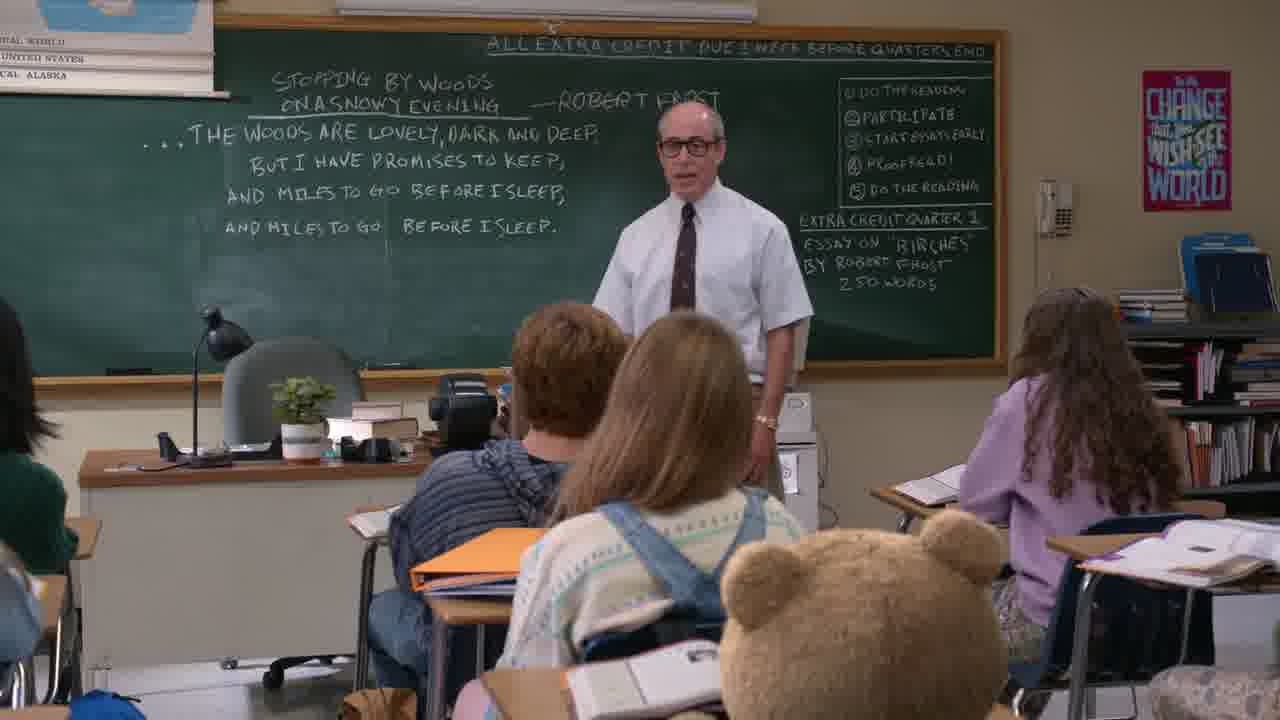 ALL EXTRA CREDIT DUE 1 WEEK BEFORE QUARTER'S END
STOPPING BY WOODS
ON A SNOWY EVENING — ROBERT FROST
...THE WOODS ARE LOVELY, DARK AND DEEP,
BUT I HAVE PROMISES TO KEEP,
AND MILES TO GO BEFORE I SLEEP,
AND MILES TO GO BEFORE I SLEEP.
① DO THE READING
② PARTICIPATE
③ START ESSAYS EARLY
④ PROOFREAD!
⑤ DO THE READING
EXTRA CREDIT QUARTER 1
ESSAY ON "BIRCHES"
BY ROBERT FROST
250 WORDS
WORLD
UNITED STATES
ALASKA
CHANGE
WISH
SEE
WORLD